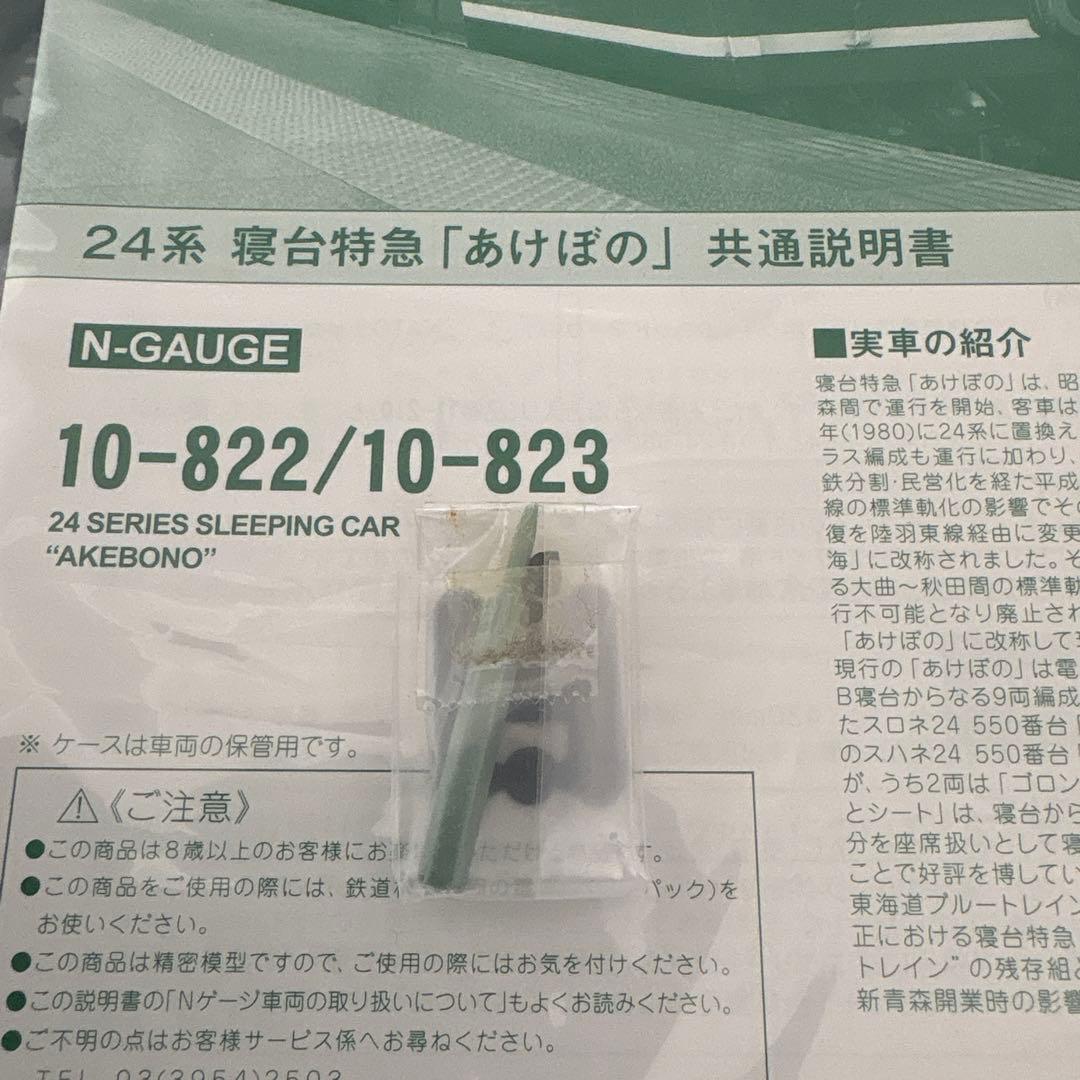 24系 寝台特急「あけぼの」 共通説明書
N-GAUGE
10-822/10-823
24 SERIES SLEEPING CAR
“AKEBONO”
※ ケースは車両の保管用です。
⚠《ご注意》
●この商品は8歳以上のお客様にお す。
●この商品をご使用の際には、鉄道 パック)を
お使いください。
●この商品は精密模型ですので、ご使用の際にはお気を付けください。
●この説明書の「Nゲージ車両の取り扱いについて」もよくお読みください。
●ご不明の点はお客様サービス係へお尋ねください。
TEL 03(3954)2503
■実車の紹介
寝台特急「あけぼの」は、昭
森間で運行を開始、客車は
年(1980)に24系に置換え
ラス編成も運行に加わり、
鉄分割・民営化を経た平成
線の標準軌化の影響でその
復を陸羽東線経由に変更
海」に改称されました。そ
る大曲～秋田間の標準軌
行不可能となり廃止され
「あけぼの」に改称して
現行の「あけぼの」は電
B寝台からなる9両編成
たスロネ24 550番台
のスハネ24 550番台
が、うち2両は「ゴロン
とシート」は、寝台から
分を座席扱いとして寝
ことで好評を博してい
東海道ブルートレイン
正における寝台特急
トレイン”の残存組と
新青森開業時の影響